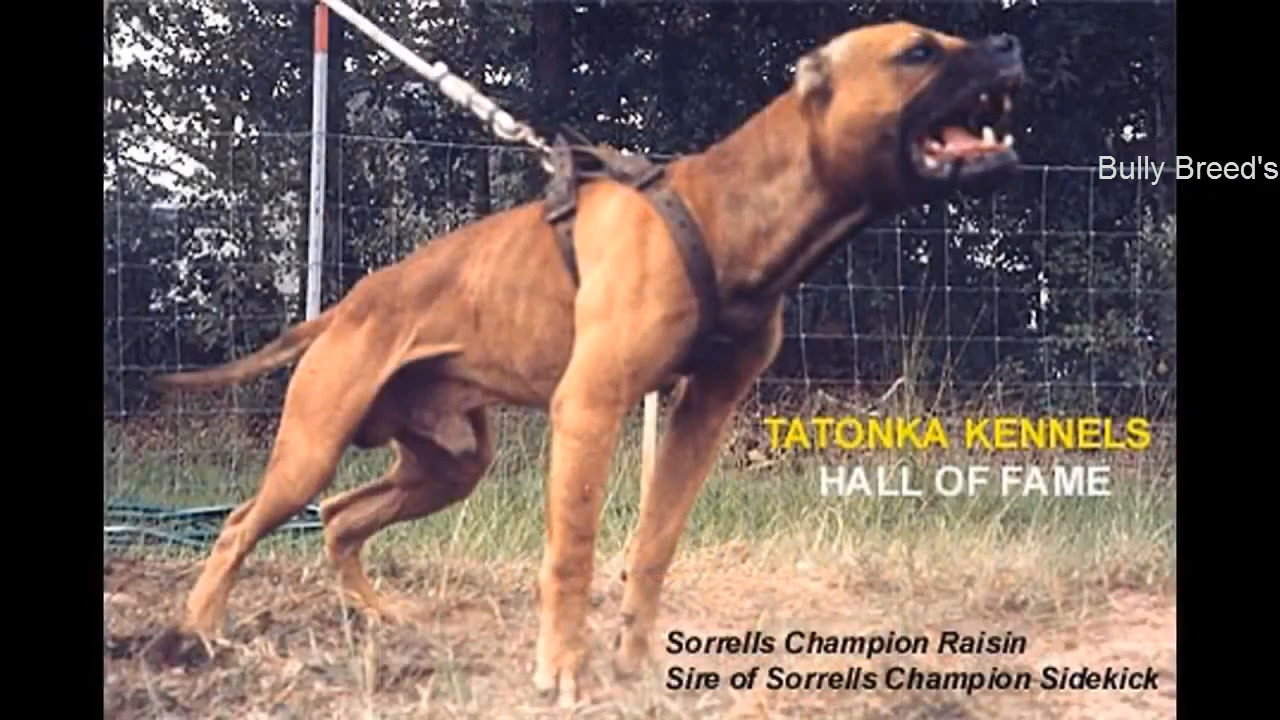 Bully Breed's
TATONKA KENNELS
HALL OF FAME
Sorrells Champion Raisin
Sire of Sorrells Champion Sidekick